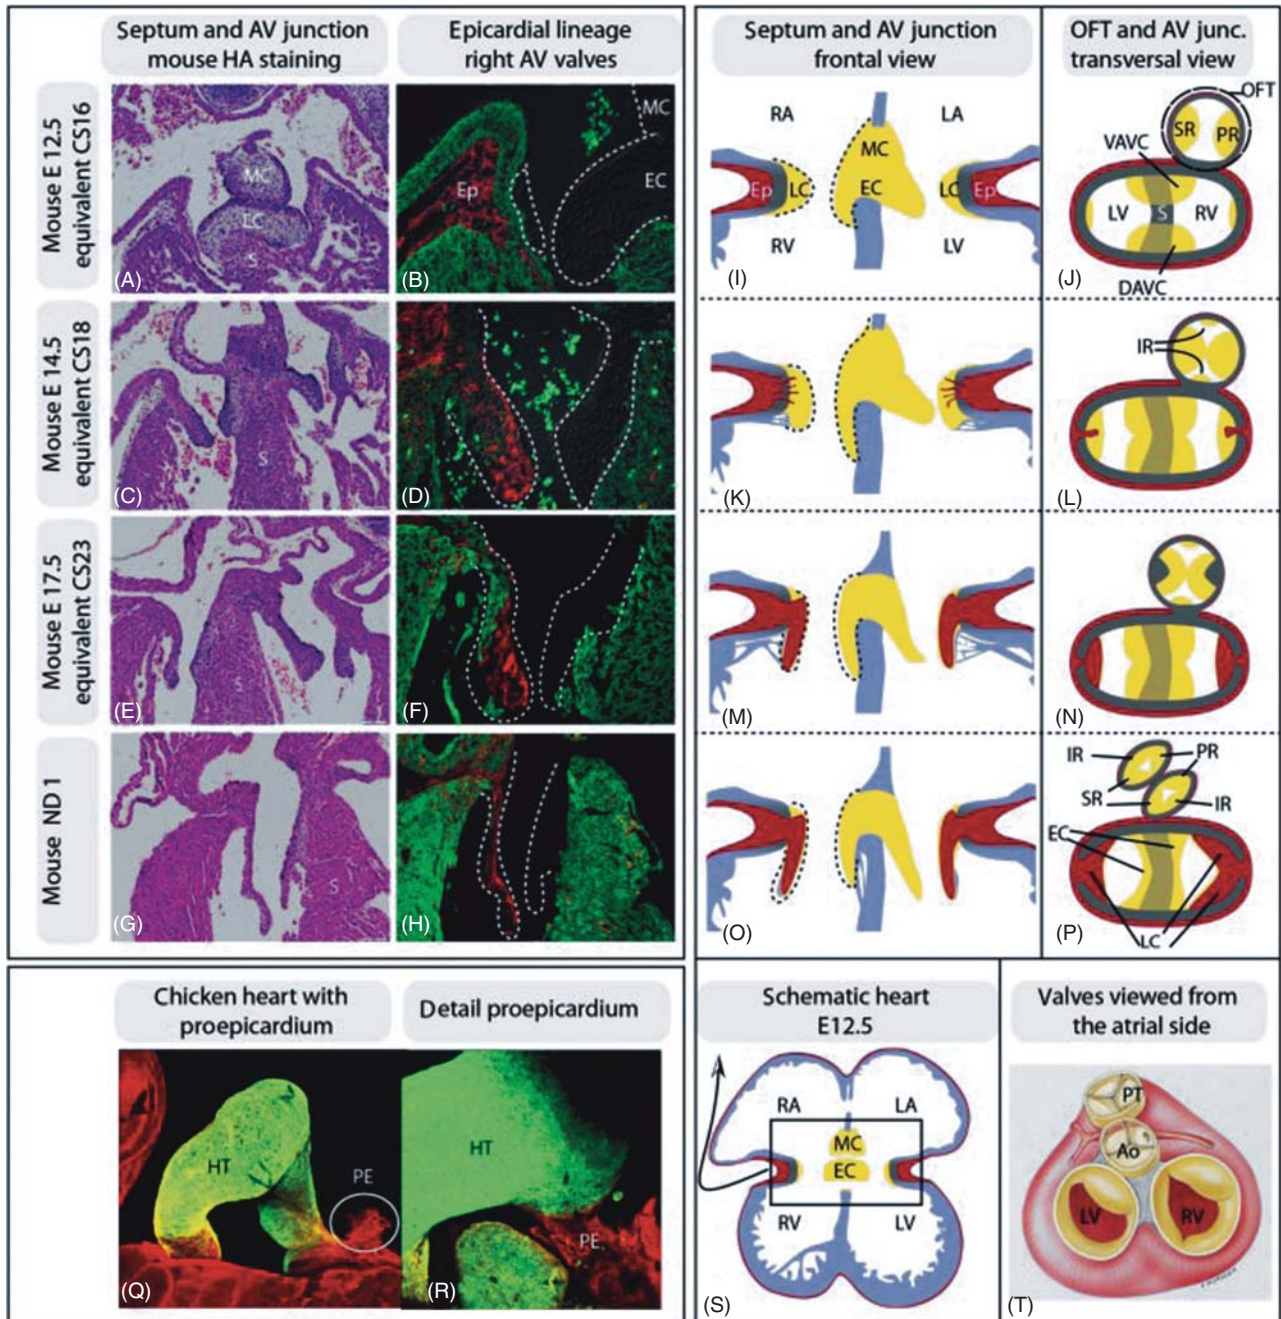 Septum and AV junction
mouse HA staining
Epicardial lineage
right AV valves
Septum and AV junction
frontal view
OFT and AV junc.
transversal view
Mouse E 12.5
equivalent CS16
MC
EC
S
(A)
MC
EC
Ep
(B)
RA
LA
MC
Ep
LC
EC
LC
Ep
RV
LV
(I)
OFT
SR
PR
VAVC
LV
S
RV
DAVC
(J)
Mouse E 14.5
equivalent CS18
S
(C)
(D)
(K)
IR
(L)
Mouse E 17.5
equivalent CS23
S
(E)
(F)
(M)
(N)
Mouse ND 1
S
(G)
(H)
(O)
IR
PR
SR
IR
EC
LC
(P)
Chicken heart with
proepicardium
Detail proepicardium
Schematic heart
E12.5
Valves viewed from
the atrial side
HT
PE
(Q)
HT
PE
(R)
RA
LA
MC
EC
RV
LV
(S)
PT
Ao
LV
RV
(T)